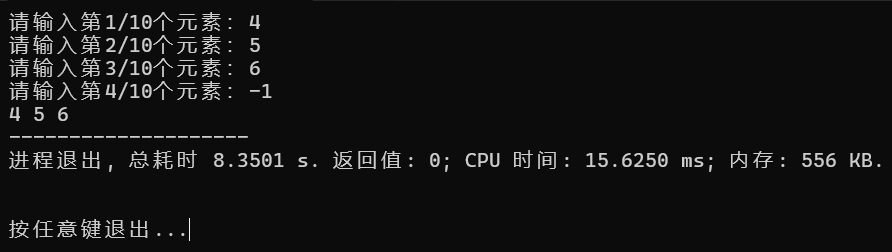 请输入第1/10个元素: 4
请输入第2/10个元素: 5
请输入第3/10个元素: 6
请输入第4/10个元素: -1
4 5 6
--------------------
进程退出, 总耗时 8.3501 s. 返回值: 0; CPU 时间: 15.6250 ms; 内存: 556 KB.
按任意键退出...